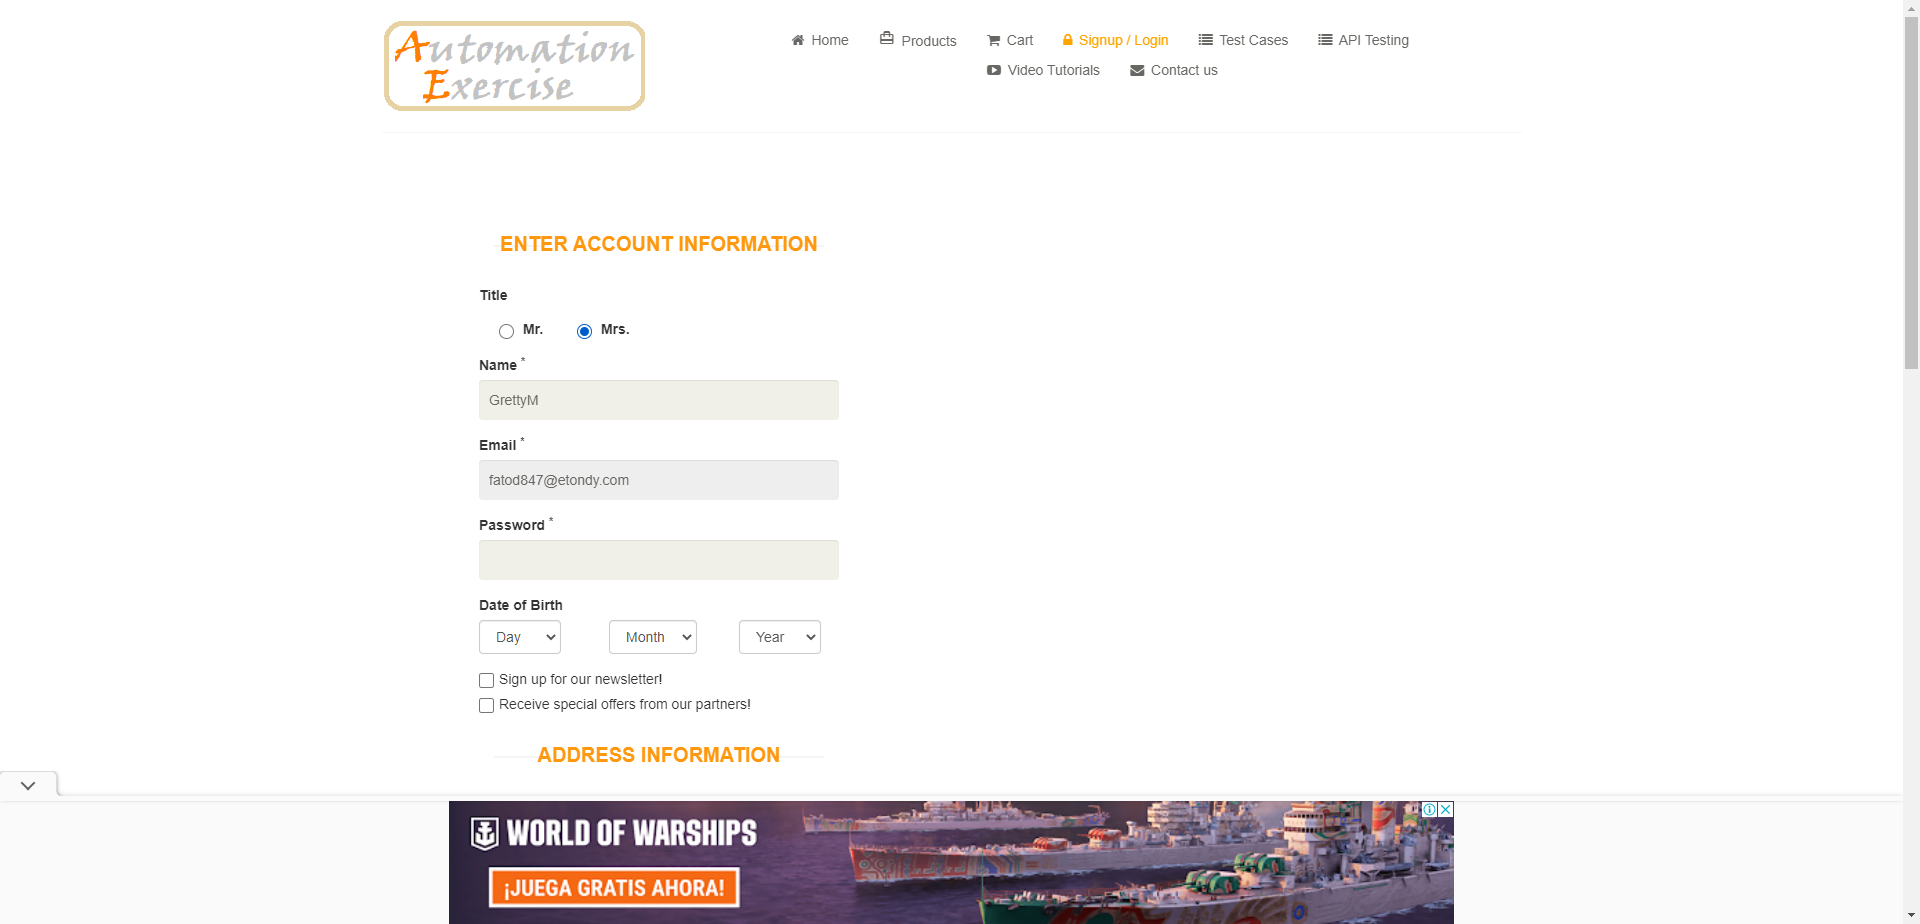 Automation
Exercise
Home
Products
Cart
Signup / Login
Test Cases
API Testing
Video Tutorials
Contact us
ENTER ACCOUNT INFORMATION
Title
Mr.
Mrs.
Name *
GrettyM
Email *
fatod847@etondy.com
Password *
Date of Birth
Day
Month
Year
Sign up for our newsletter!
Receive special offers from our partners!
ADDRESS INFORMATION
WORLD OF WARSHIPS
¡JUEGA GRATIS AHORA!